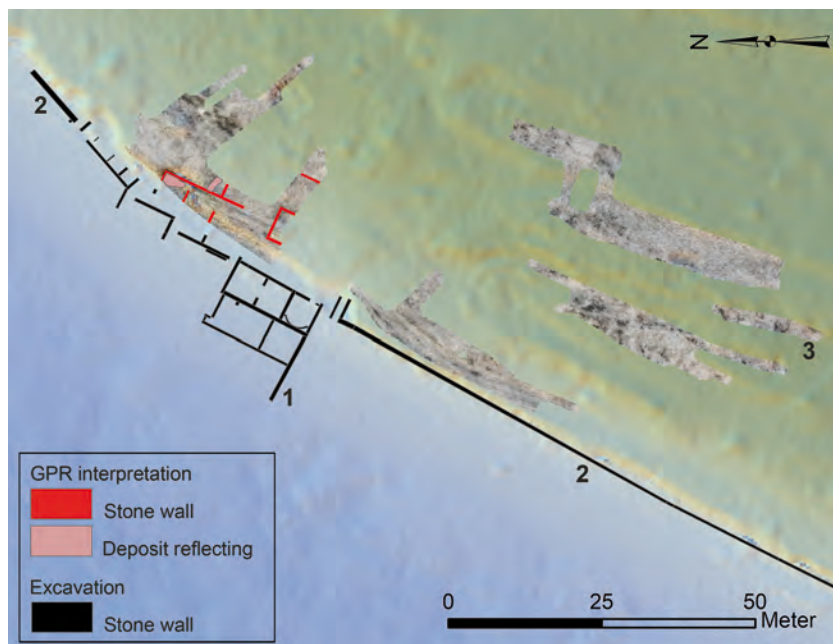 N
2
1
3
2
GPR interpretation
Stone wall
Deposit reflecting
Excavation
Stone wall
0 25 50
Meter